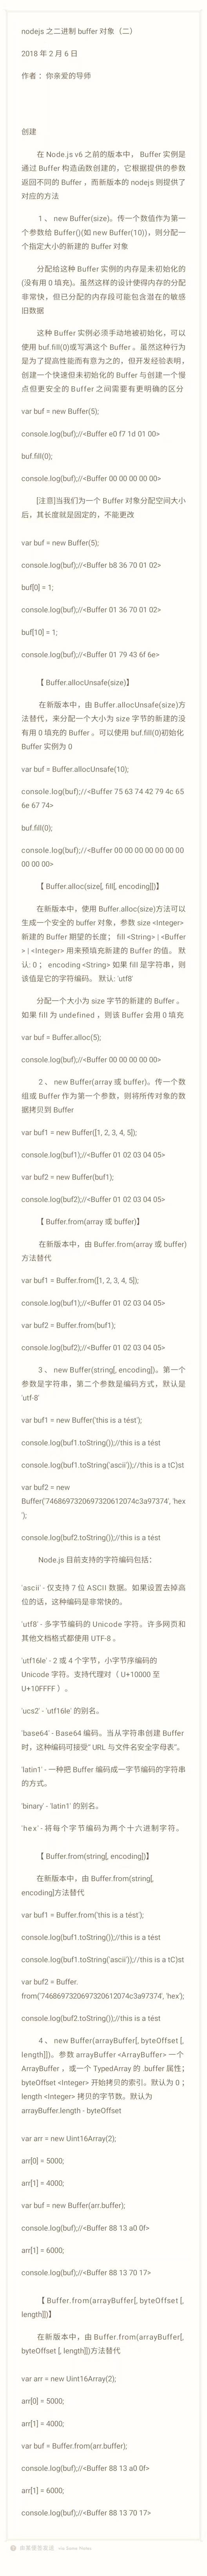 nodejs 之二进制 buffer 对象（二）
2018 年 2 月 6 日
作者 ：你亲爱的导师
创建
在 Node.js v6 之前的版本中， Buffer 实例是
通过 Buffer 构造函数创建的，它根据提供的参数
返回不同的 Buffer ，而新版本的 nodejs 则提供了
对应的方法
1 、 new Buffer(size)。传一个数值作为第一
个参数给 Buffer()(如 new Buffer(10))，则分配一
个指定大小的新建的 Buffer 对象
分配给这种 Buffer 实例的内存是未初始化的
(没有用 0 填充)。虽然这样的设计使得内存的分配
非常快，但已分配的内存段可能包含潜在的敏感
旧数据
这种 Buffer 实例必须手动地被初始化，可以
使用 buf.fill(0)或写满这个 Buffer 。虽然这种行为
是为了提高性能而有意为之的，但开发经验表明，
创建一个快速但未初始化的 Buffer 与创建一个慢
点但更安全的 Buffer 之间需要有更明确的区分
var buf = new Buffer(5);
console.log(buf);//<Buffer e0 f7 1d 01 00>
buf.fill(0);
console.log(buf);//<Buffer 00 00 00 00 00>
[注意]当我们为一个 Buffer 对象分配空间大小
后，其长度就是固定的，不能更改
var buf = new Buffer(5);
console.log(buf);//<Buffer b8 36 70 01 02>
buf[0] = 1;
console.log(buf);//<Buffer 01 36 70 01 02>
buf[10] = 1;
console.log(buf);//<Buffer 01 79 43 6f 6e>
【 Buffer.allocUnsafe(size)】
在新版本中，由 Buffer.allocUnsafe(size)方
法替代，来分配一个大小为 size 字节的新建的没
有用 0 填充的 Buffer 。可以使用 buf.fill(0)初始化
Buffer 实例为 0
var buf = Buffer.allocUnsafe(10);
console.log(buf);//<Buffer 75 63 74 42 79 4c 65
6e 67 74>
buf.fill(0);
console.log(buf);//<Buffer 00 00 00 00 00 00 00
00 00 00>
【 Buffer.alloc(size[, fill[, encoding]])】
在新版本中，使用 Buffer.alloc(size)方法可以
生成一个安全的 buffer 对象，参数 size <Integer>
新建的 Buffer 期望的长度； fill <String> | <Buffer
> | <Integer> 用来预填充新建的 Buffer 的值。 默
认: 0 ； encoding <String> 如果 fill 是字符串，则
该值是它的字符编码。 默认: 'utf8'
分配一个大小为 size 字节的新建的 Buffer 。
如果 fill 为 undefined ，则该 Buffer 会用 0 填充
var buf = Buffer.alloc(5);
console.log(buf);//<Buffer 00 00 00 00 00>
2 、 new Buffer(array 或 buffer)。传一个数
组或 Buffer 作为第一个参数，则将所传对象的数
据拷贝到 Buffer
var buf1 = new Buffer([1, 2, 3, 4, 5]);
console.log(buf1);//<Buffer 01 02 03 04 05>
var buf2 = new Buffer(buf1);
console.log(buf2);//<Buffer 01 02 03 04 05>
【 Buffer.from(array 或 buffer)】
在新版本中，由 Buffer.from(array 或 buffer)
方法替代
var buf1 = Buffer.from([1, 2, 3, 4, 5]);
console.log(buf1);//<Buffer 01 02 03 04 05>
var buf2 = Buffer.from(buf1);
console.log(buf2);//<Buffer 01 02 03 04 05>
3 、 new Buffer(string[, encoding])。第一个
参数是字符串，第二个参数是编码方式，默认是
'utf-8'
var buf1 = new Buffer('this is a tést');
console.log(buf1.toString());//this is a tést
console.log(buf1.toString('ascii'));//this is a tC)st
var buf2 = new
Buffer('7468697320697320612074c3a97374', 'hex
');
console.log(buf2.toString());//this is a tést
Node.js 目前支持的字符编码包括：
'ascii' - 仅支持 7 位 ASCII 数据。如果设置去掉高
位的话，这种编码是非常快的。
'utf8' - 多字节编码的 Unicode 字符。许多网页和
其他文档格式都使用 UTF-8 。
'utf16le' - 2 或 4 个字节，小字节序编码的
Unicode 字符。支持代理对（ U+10000 至
U+10FFFF ）。
'ucs2' - 'utf16le' 的别名。
'base64' - Base64 编码。当从字符串创建 Buffer
时，这种编码可接受“ URL 与文件名安全字母表”。
'latin1' - 一种把 Buffer 编码成一字节编码的字符串
的方式。
'binary' - 'latin1' 的别名。
'hex' - 将每个字节编码为两个十六进制字符。
【 Buffer.from(string[, encoding])】
在新版本中，由 Buffer.from(string[,
encoding]方法替代
var buf1 = Buffer.from('this is a tést');
console.log(buf1.toString());//this is a tést
console.log(buf1.toString('ascii'));//this is a tC)st
var buf2 = Buffer.
from('7468697320697320612074c3a97374', 'hex');
console.log(buf2.toString());//this is a tést
4 、 new Buffer(arrayBuffer[, byteOffset [,
length]])。参数 arrayBuffer <ArrayBuffer> 一个
ArrayBuffer ，或一个 TypedArray 的 .buffer 属性；
byteOffset <Integer> 开始拷贝的索引。默认为 0 ；
length <Integer> 拷贝的字节数。默认为
arrayBuffer.length - byteOffset
var arr = new Uint16Array(2);
arr[0] = 5000;
arr[1] = 4000;
var buf = new Buffer(arr.buffer);
console.log(buf);//<Buffer 88 13 a0 0f>
arr[1] = 6000;
console.log(buf);//<Buffer 88 13 70 17>
【 Buffer.from(arrayBuffer[, byteOffset [,
length]])】
在新版本中，由 Buffer.from(arrayBuffer[,
byteOffset [, length]])方法替代
var arr = new Uint16Array(2);
arr[0] = 5000;
arr[1] = 4000;
var buf = Buffer.from(arr.buffer);
console.log(buf);//<Buffer 88 13 a0 0f>
arr[1] = 6000;
console.log(buf);//<Buffer 88 13 70 17>